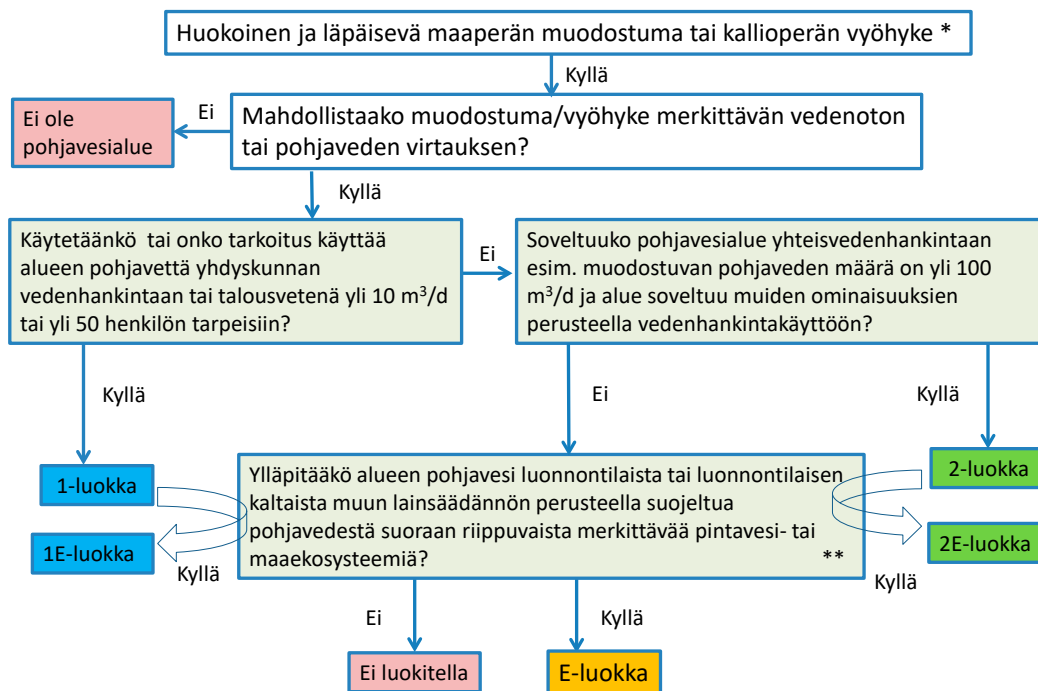 Huokoinen ja läpäisevä maaperän muodostuma tai kallioperän vyöhyke *
Kyllä
Ei ole
pohjavesialue
Ei
Mahdollistaako muodostuma/vyöhyke merkittävän vedenoton
tai pohjaveden virtauksen?
Kyllä
Käytetäänkö tai onko tarkoitus käyttää
alueen pohjavettä yhdyskunnan
vedenhankintaan tai talousvetenä yli 10 m³/d
tai yli 50 henkilön tarpeisiin?
Ei
Soveltuuko pohjavesialue yhteisvedenhankintaan
esim. muodostuvan pohjaveden määrä on yli 100
m³/d ja alue soveltuu muiden ominaisuuksien
perusteella vedenhankintakäyttöön?
Kyllä
Ei
Kyllä
1-luokka
1E-luokka
Kyllä
Ylläpitääkö alueen pohjavesi luonnontilaista tai luonnontilaisen
kaltaista muun lainsäädännön perusteella suojeltua
pohjavedestä suoraan riippuvaista merkittävää pintavesi- tai
maaekosysteemiä? **
2-luokka
2E-luokka
Kyllä
Ei
Kyllä
Ei luokitella
E-luokka